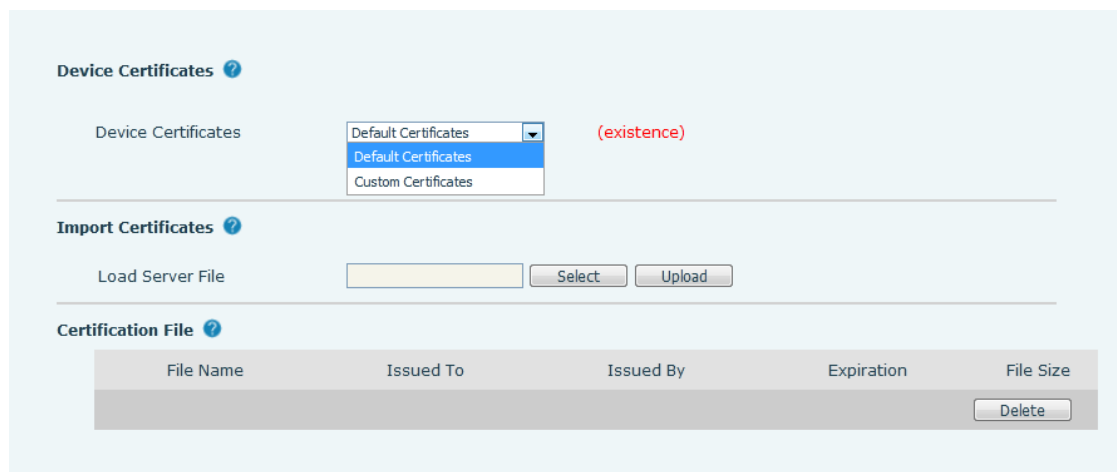 Device Certificates ?
Device Certificates Default Certificates (existence)
Default Certificates
Custom Certificates
Import Certificates ?
Load Server File Select Upload
Certification File ?
File Name Issued To Issued By Expiration File Size
Delete